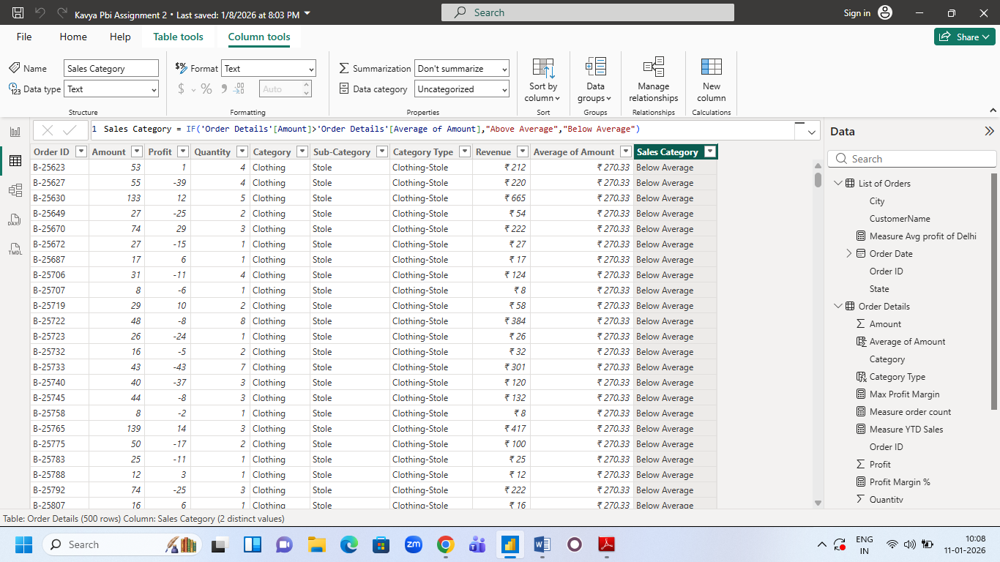 Kavya Pbi Assignment 2 • Last saved: 1/8/2026 at 8:03 PM
Search
Sign in
File Home Help Table tools Column tools
Share
Name Sales Category
Data type Text
Structure
$% Format Text
$ % Auto
Formatting
Summarization Don't summarize
Data category Uncategorized
Properties
Sort by column
Sort
Data groups
Groups
Manage relationships
Relationships
New column
Calculations
1 Sales Category = IF('Order Details'[Amount]>'Order Details'[Average of Amount],"Above Average","Below Average")
Order ID Amount Profit Quantity Category Sub-Category Category Type Revenue Average of Amount Sales Category
B-25623 53 1 4 Clothing Stole Clothing-Stole ₹ 212 ₹ 270.33 Below Average
B-25627 55 -39 4 Clothing Stole Clothing-Stole ₹ 220 ₹ 270.33 Below Average
B-25630 133 12 5 Clothing Stole Clothing-Stole ₹ 665 ₹ 270.33 Below Average
B-25649 27 -25 2 Clothing Stole Clothing-Stole ₹ 54 ₹ 270.33 Below Average
B-25670 74 29 3 Clothing Stole Clothing-Stole ₹ 222 ₹ 270.33 Below Average
B-25672 27 -15 1 Clothing Stole Clothing-Stole ₹ 27 ₹ 270.33 Below Average
B-25687 17 6 1 Clothing Stole Clothing-Stole ₹ 17 ₹ 270.33 Below Average
B-25706 31 -11 4 Clothing Stole Clothing-Stole ₹ 124 ₹ 270.33 Below Average
B-25707 8 -6 1 Clothing Stole Clothing-Stole ₹ 8 ₹ 270.33 Below Average
B-25719 29 10 2 Clothing Stole Clothing-Stole ₹ 58 ₹ 270.33 Below Average
B-25722 48 -8 8 Clothing Stole Clothing-Stole ₹ 384 ₹ 270.33 Below Average
B-25723 26 -24 1 Clothing Stole Clothing-Stole ₹ 26 ₹ 270.33 Below Average
B-25732 16 -5 2 Clothing Stole Clothing-Stole ₹ 32 ₹ 270.33 Below Average
B-25733 43 -43 7 Clothing Stole Clothing-Stole ₹ 301 ₹ 270.33 Below Average
B-25740 40 -37 3 Clothing Stole Clothing-Stole ₹ 120 ₹ 270.33 Below Average
B-25745 44 -8 3 Clothing Stole Clothing-Stole ₹ 132 ₹ 270.33 Below Average
B-25758 8 -2 1 Clothing Stole Clothing-Stole ₹ 8 ₹ 270.33 Below Average
B-25765 139 14 3 Clothing Stole Clothing-Stole ₹ 417 ₹ 270.33 Below Average
B-25775 50 -17 2 Clothing Stole Clothing-Stole ₹ 100 ₹ 270.33 Below Average
B-25783 25 -11 1 Clothing Stole Clothing-Stole ₹ 25 ₹ 270.33 Below Average
B-25788 12 3 1 Clothing Stole Clothing-Stole ₹ 12 ₹ 270.33 Below Average
B-25792 74 -25 3 Clothing Stole Clothing-Stole ₹ 222 ₹ 270.33 Below Average
B-25807 16 6 1 Clothing Stole Clothing-Stole ₹ 16 ₹ 270.33 Below Average
DAX
TMDL
Data
Search
List of Orders
City
CustomerName
Measure Avg profit of Delhi
Order Date
Order ID
State
Order Details
Amount
Average of Amount
Category
Category Type
Max Profit Margin
Measure order count
Measure YTD Sales
Order ID
Profit
Profit Margin %
Quantity
Table: Order Details (500 rows) Column: Sales Category (2 distinct values)
Search
zm
ENG
IN
10:08
11-01-2026